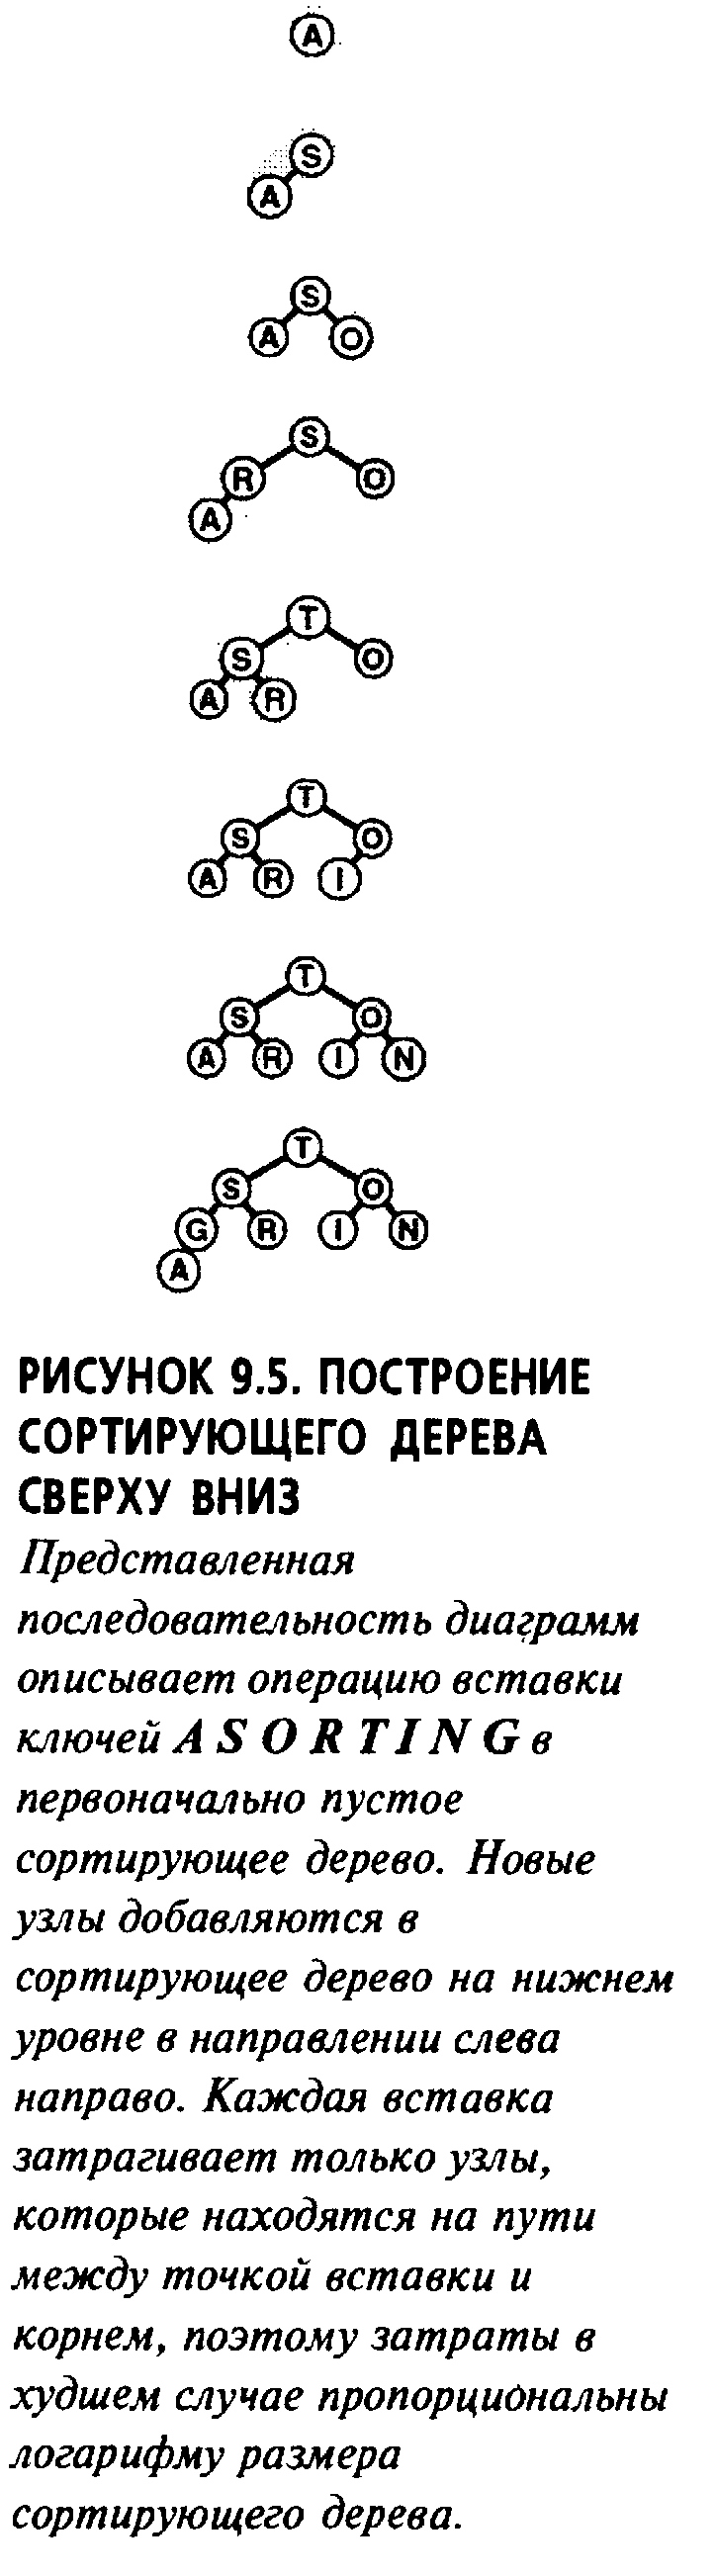 A
S
A
S
A O
S
R O
A
T
S O
A R
T
S O
A R I
T
S O
A R I N
T
S O
G R I N
A
РИСУНОК 9.5. ПОСТРОЕНИЕ
СОРТИРУЮЩЕГО ДЕРЕВА
СВЕРХУ ВНИЗ
Представленная
последовательность диаграмм
описывает операцию вставки
ключей A S O R T I N G в
первоначально пустое
сортирующее дерево. Новые
узлы добавляются в
сортирующее дерево на нижнем
уровне в направлении слева
направо. Каждая вставка
затрагивает только узлы,
которые находятся на пути
между точкой вставки и
корнем, поэтому затраты в
худшем случае пропорциональны
логарифму размера
сортирующего дерева.